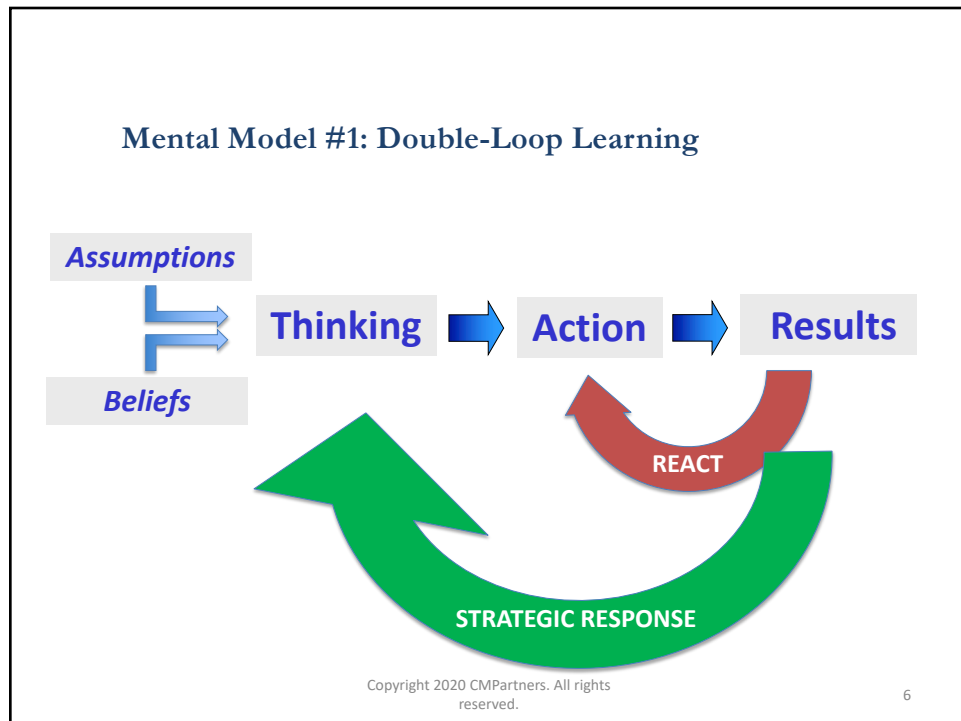 Mental Model #1: Double-Loop Learning
Assumptions
Thinking
Action
Results
Beliefs
REACT
STRATEGIC RESPONSE
Copyright 2020 CMPartners. All rights
reserved.
6